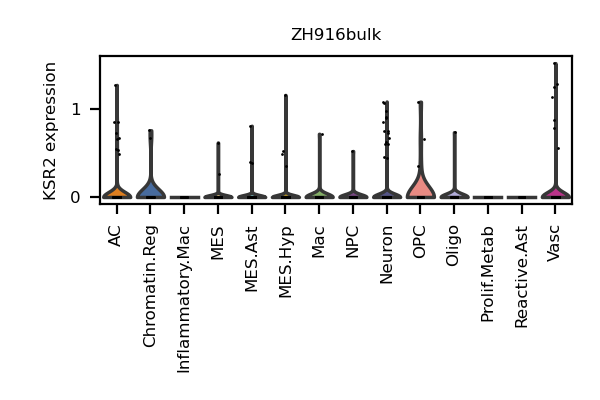 ZH916bulk
KSR2 expression
1
0
AC
Chromatin.Reg
Inflammatory.Mac
MES
MES.Ast
MES.Hyp
Mac
NPC
Neuron
OPC
Oligo
Prolif.Metab
Reactive.Ast
Vasc